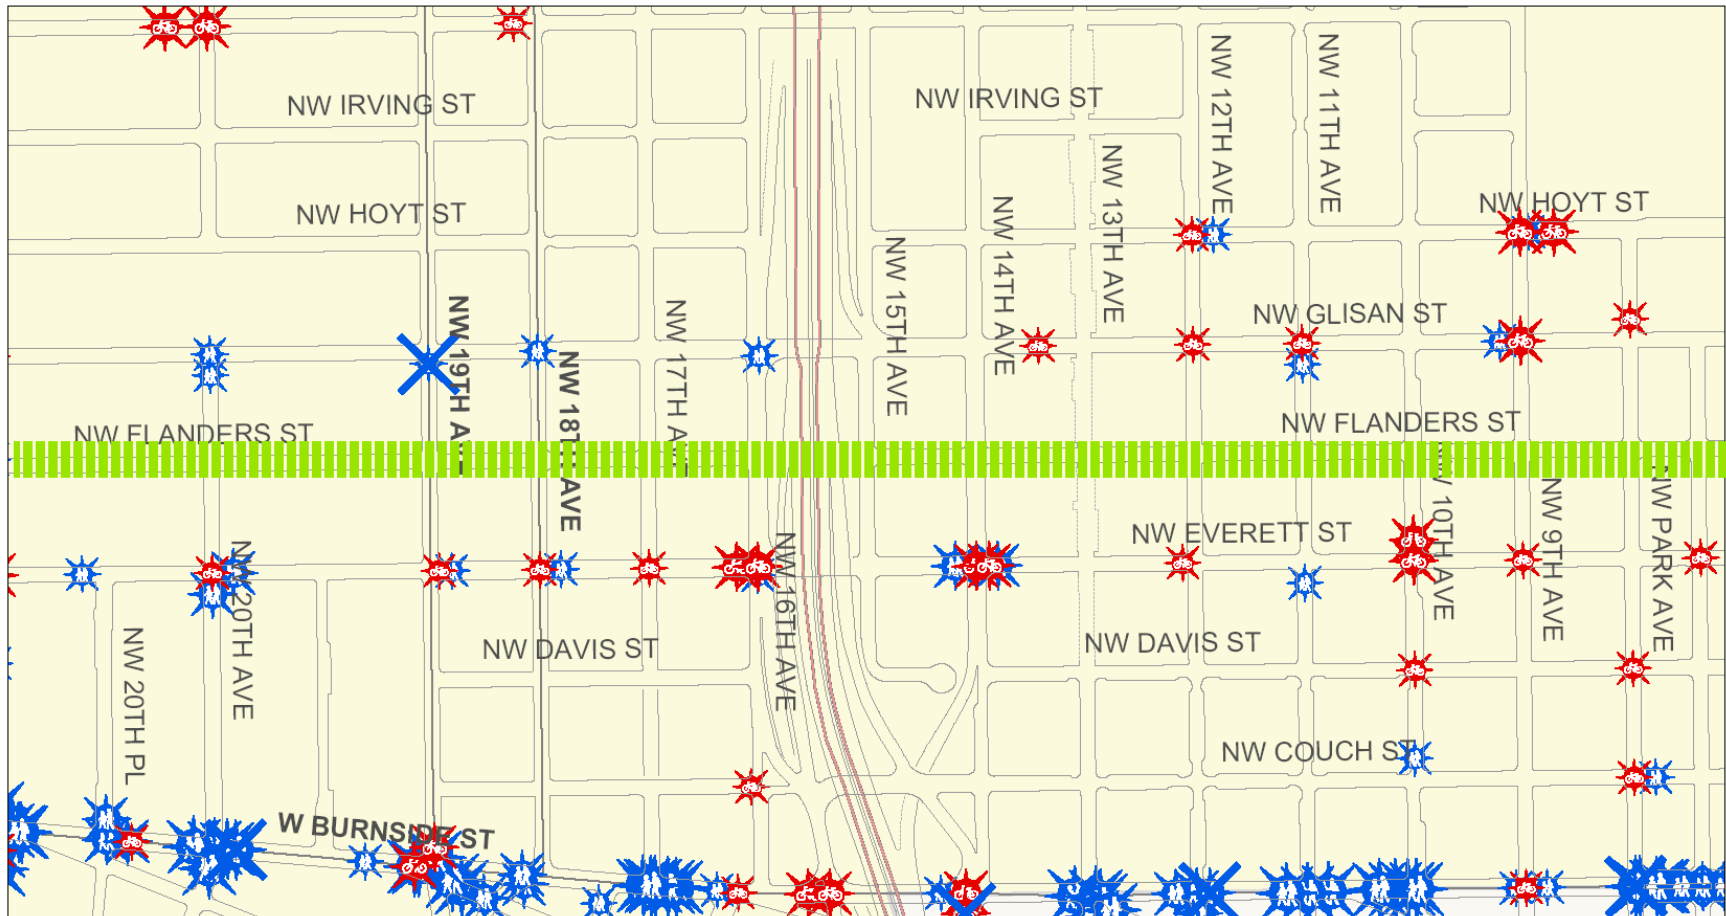 NW IRVING ST
NW IRVING ST
NW 12TH AVE
NW 11TH AVE
NW 13TH AVE
NW HOYT ST
NW HOYT ST
NW 14TH AVE
NW 15TH AVE
NW 19TH AVE
NW 17TH AVE
NW GLISAN ST
NW 18TH AVE
NW FLANDERS ST
NW FLANDERS ST
NW 10TH AVE
NW 9TH AVE
NW PARK AVE
NW EVERETT ST
NW 16TH AVE
NW 20TH AVE
NW 20TH PL
NW DAVIS ST
NW DAVIS ST
NW COUCH ST
W BURNSIDE ST